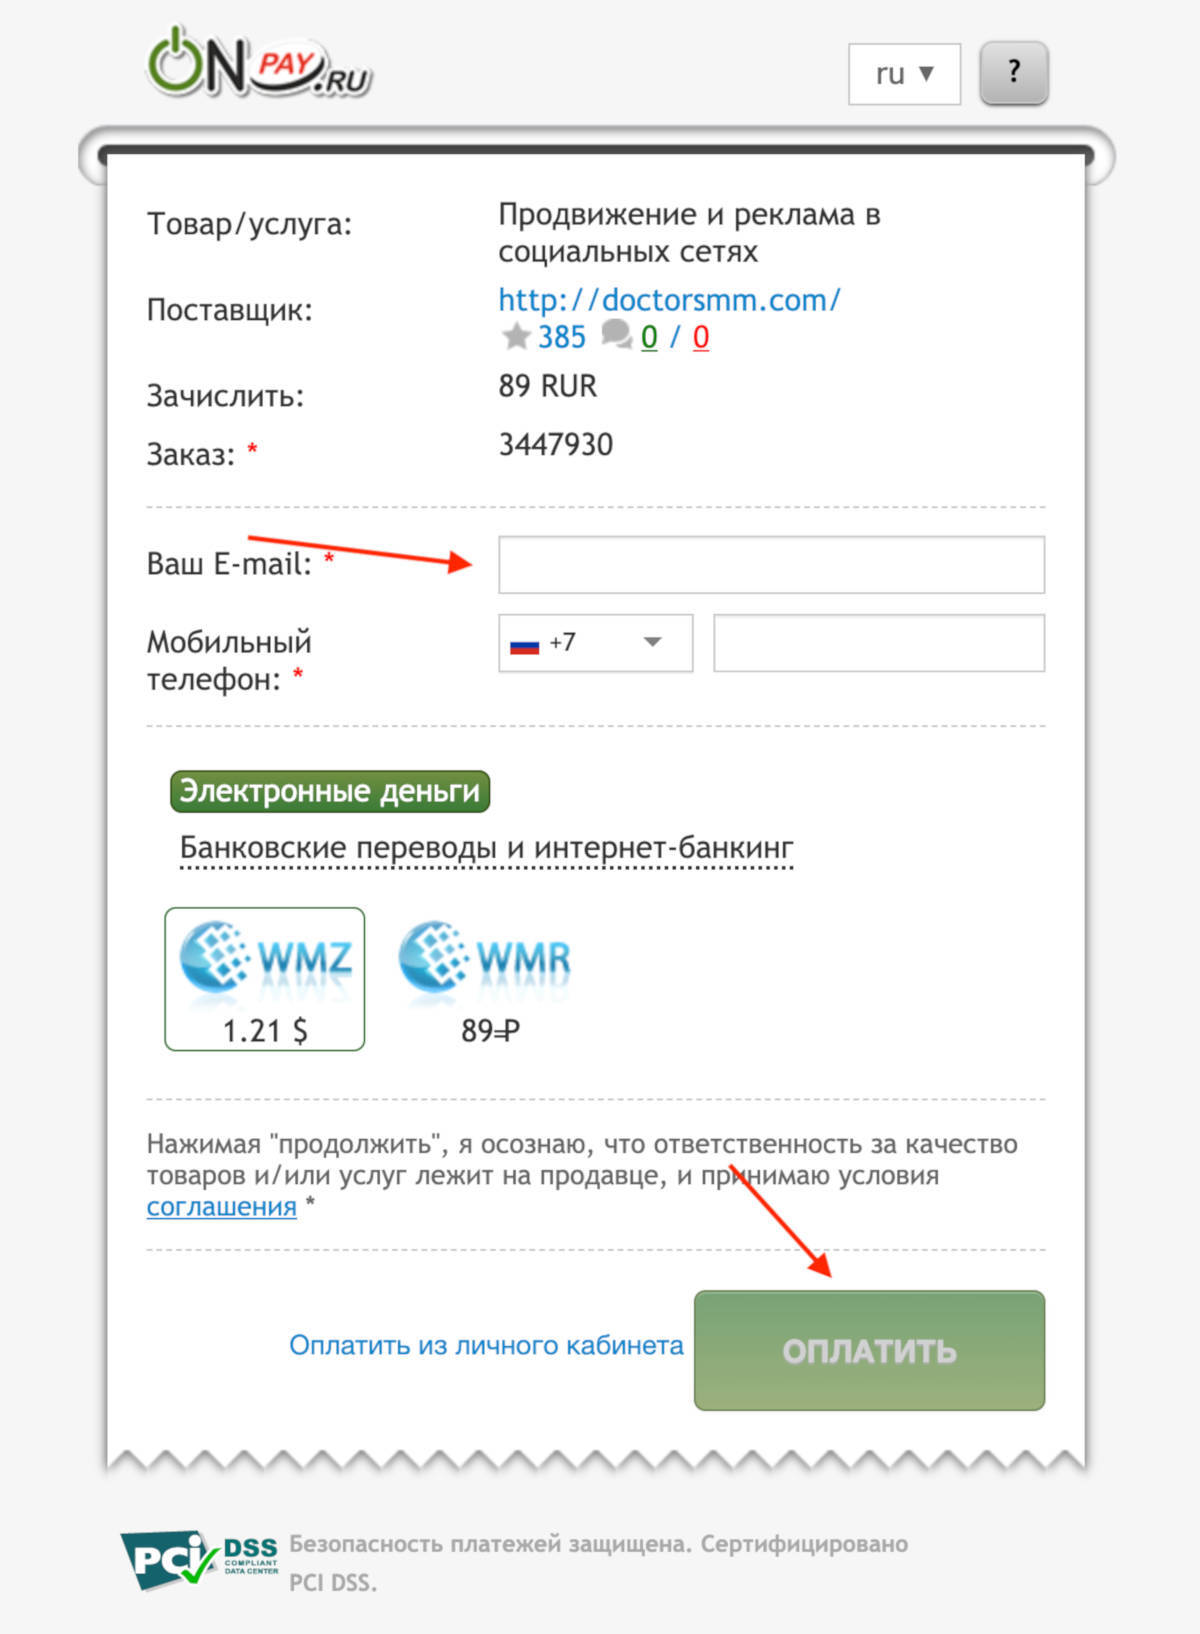 ONPAY.RU
ru ▼
?
Товар/услуга:
Продвижение и реклама в
социальных сетях
Поставщик:
http://doctorsmm.com/
385 0 / 0
Зачислить:
89 RUR
Заказ: *
3447930
Ваш E-mail: *
Мобильный
телефон: *
+7
Электронные деньги
Банковские переводы и интернет-банкинг
WMZ
1.21 $
WMR
89 ₽
Нажимая "продолжить", я осознаю, что ответственность за качество
товаров и/или услуг лежит на продавце, и принимаю условия
соглашения *
Оплатить из личного кабинета
ОПЛАТИТЬ
PCI DSS
COMPLIANT
DATA CENTER
Безопасность платежей защищена. Сертифицировано
PCI DSS.